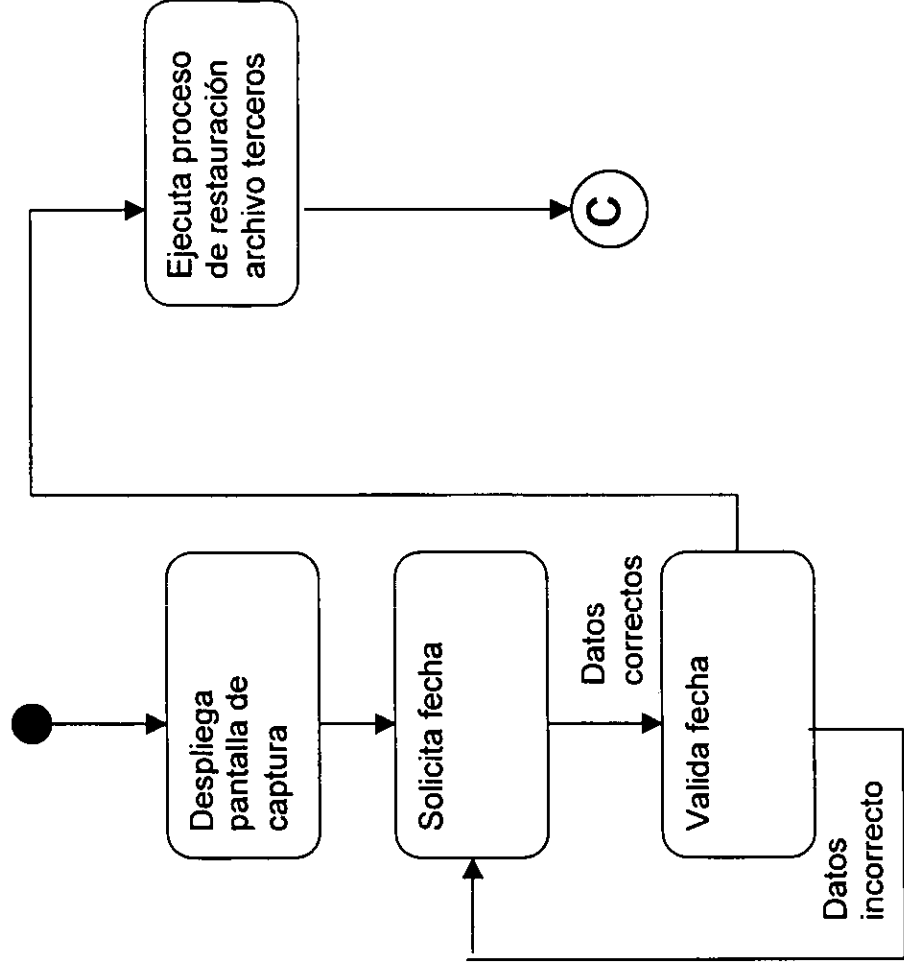 Despliega
pantalla de
captura
Solicita fecha
Datos
correctos
Valida fecha
Datos
incorrecto
Ejecuta proceso
de restauración
archivo terceros
C